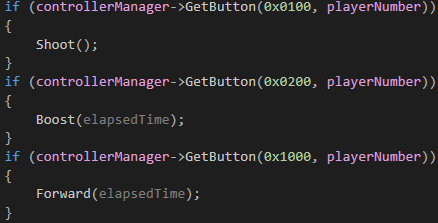 if (controllerManager->GetButton(0x0100, playerNumber))
{
    Shoot();
}
if (controllerManager->GetButton(0x0200, playerNumber))
{
    Boost(elapsedTime);
}
if (controllerManager->GetButton(0x1000, playerNumber))
{
    Forward(elapsedTime);
}